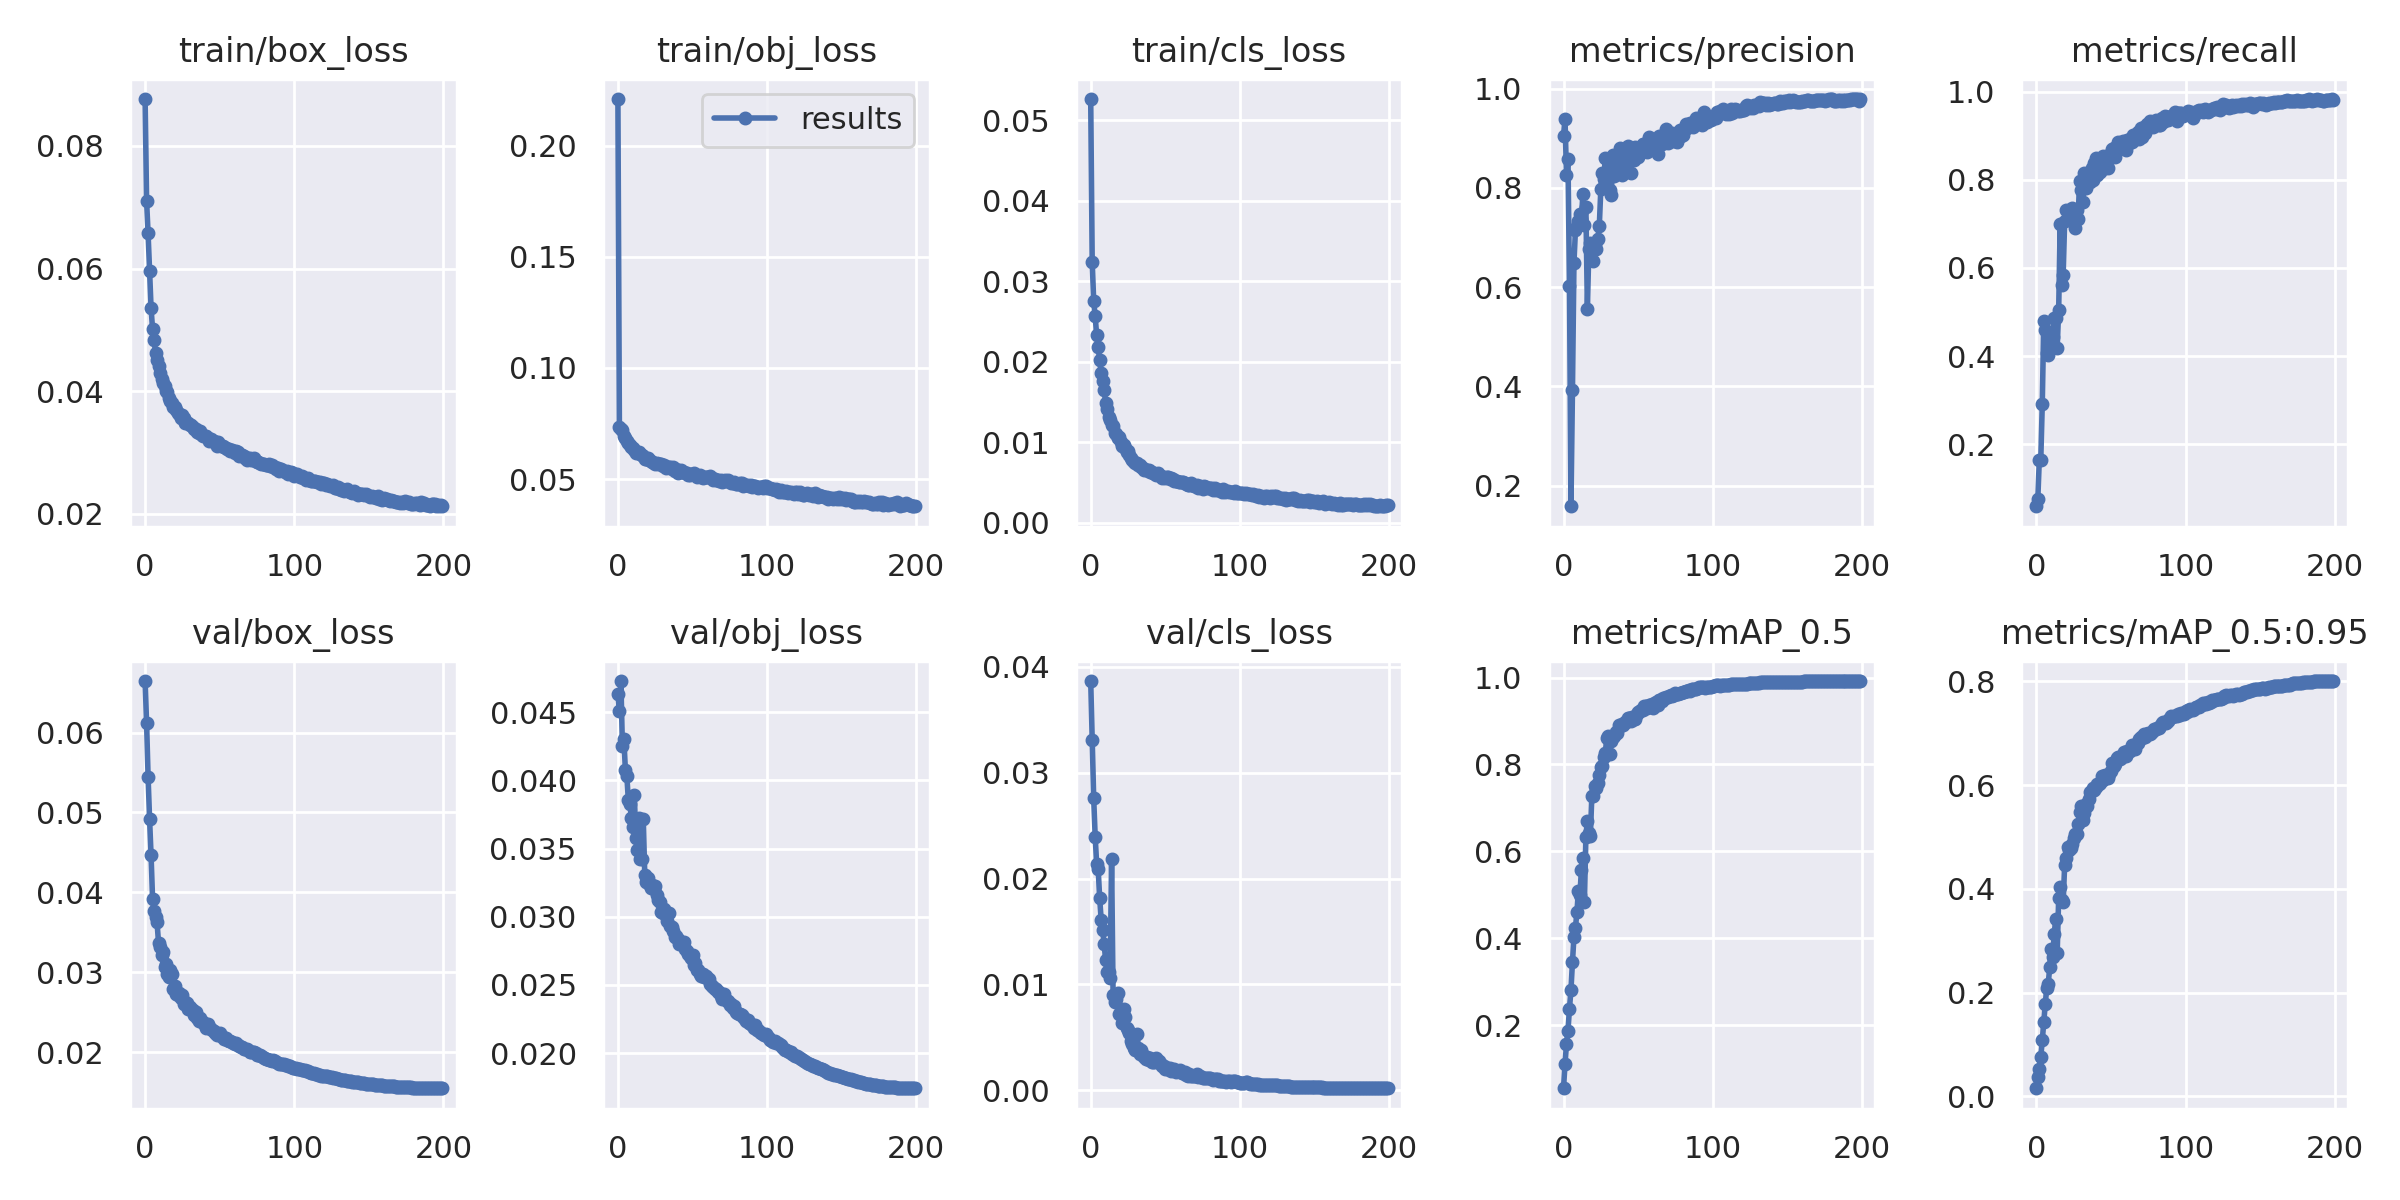 train/box_loss
0.08
0.06
0.04
0.02
0 100 200
train/obj_loss
results
0.20
0.15
0.10
0.05
0 100 200
train/cls_loss
0.05
0.04
0.03
0.02
0.01
0.00
0 100 200
metrics/precision
1.0
0.8
0.6
0.4
0.2
0 100 200
metrics/recall
1.0
0.8
0.6
0.4
0.2
0 100 200
val/box_loss
0.06
0.05
0.04
0.03
0.02
0 100 200
val/obj_loss
0.045
0.040
0.035
0.030
0.025
0.020
0 100 200
val/cls_loss
0.04
0.03
0.02
0.01
0.00
0 100 200
metrics/mAP_0.5
1.0
0.8
0.6
0.4
0.2
0 100 200
metrics/mAP_0.5:0.95
0.8
0.6
0.4
0.2
0.0
0 100 200